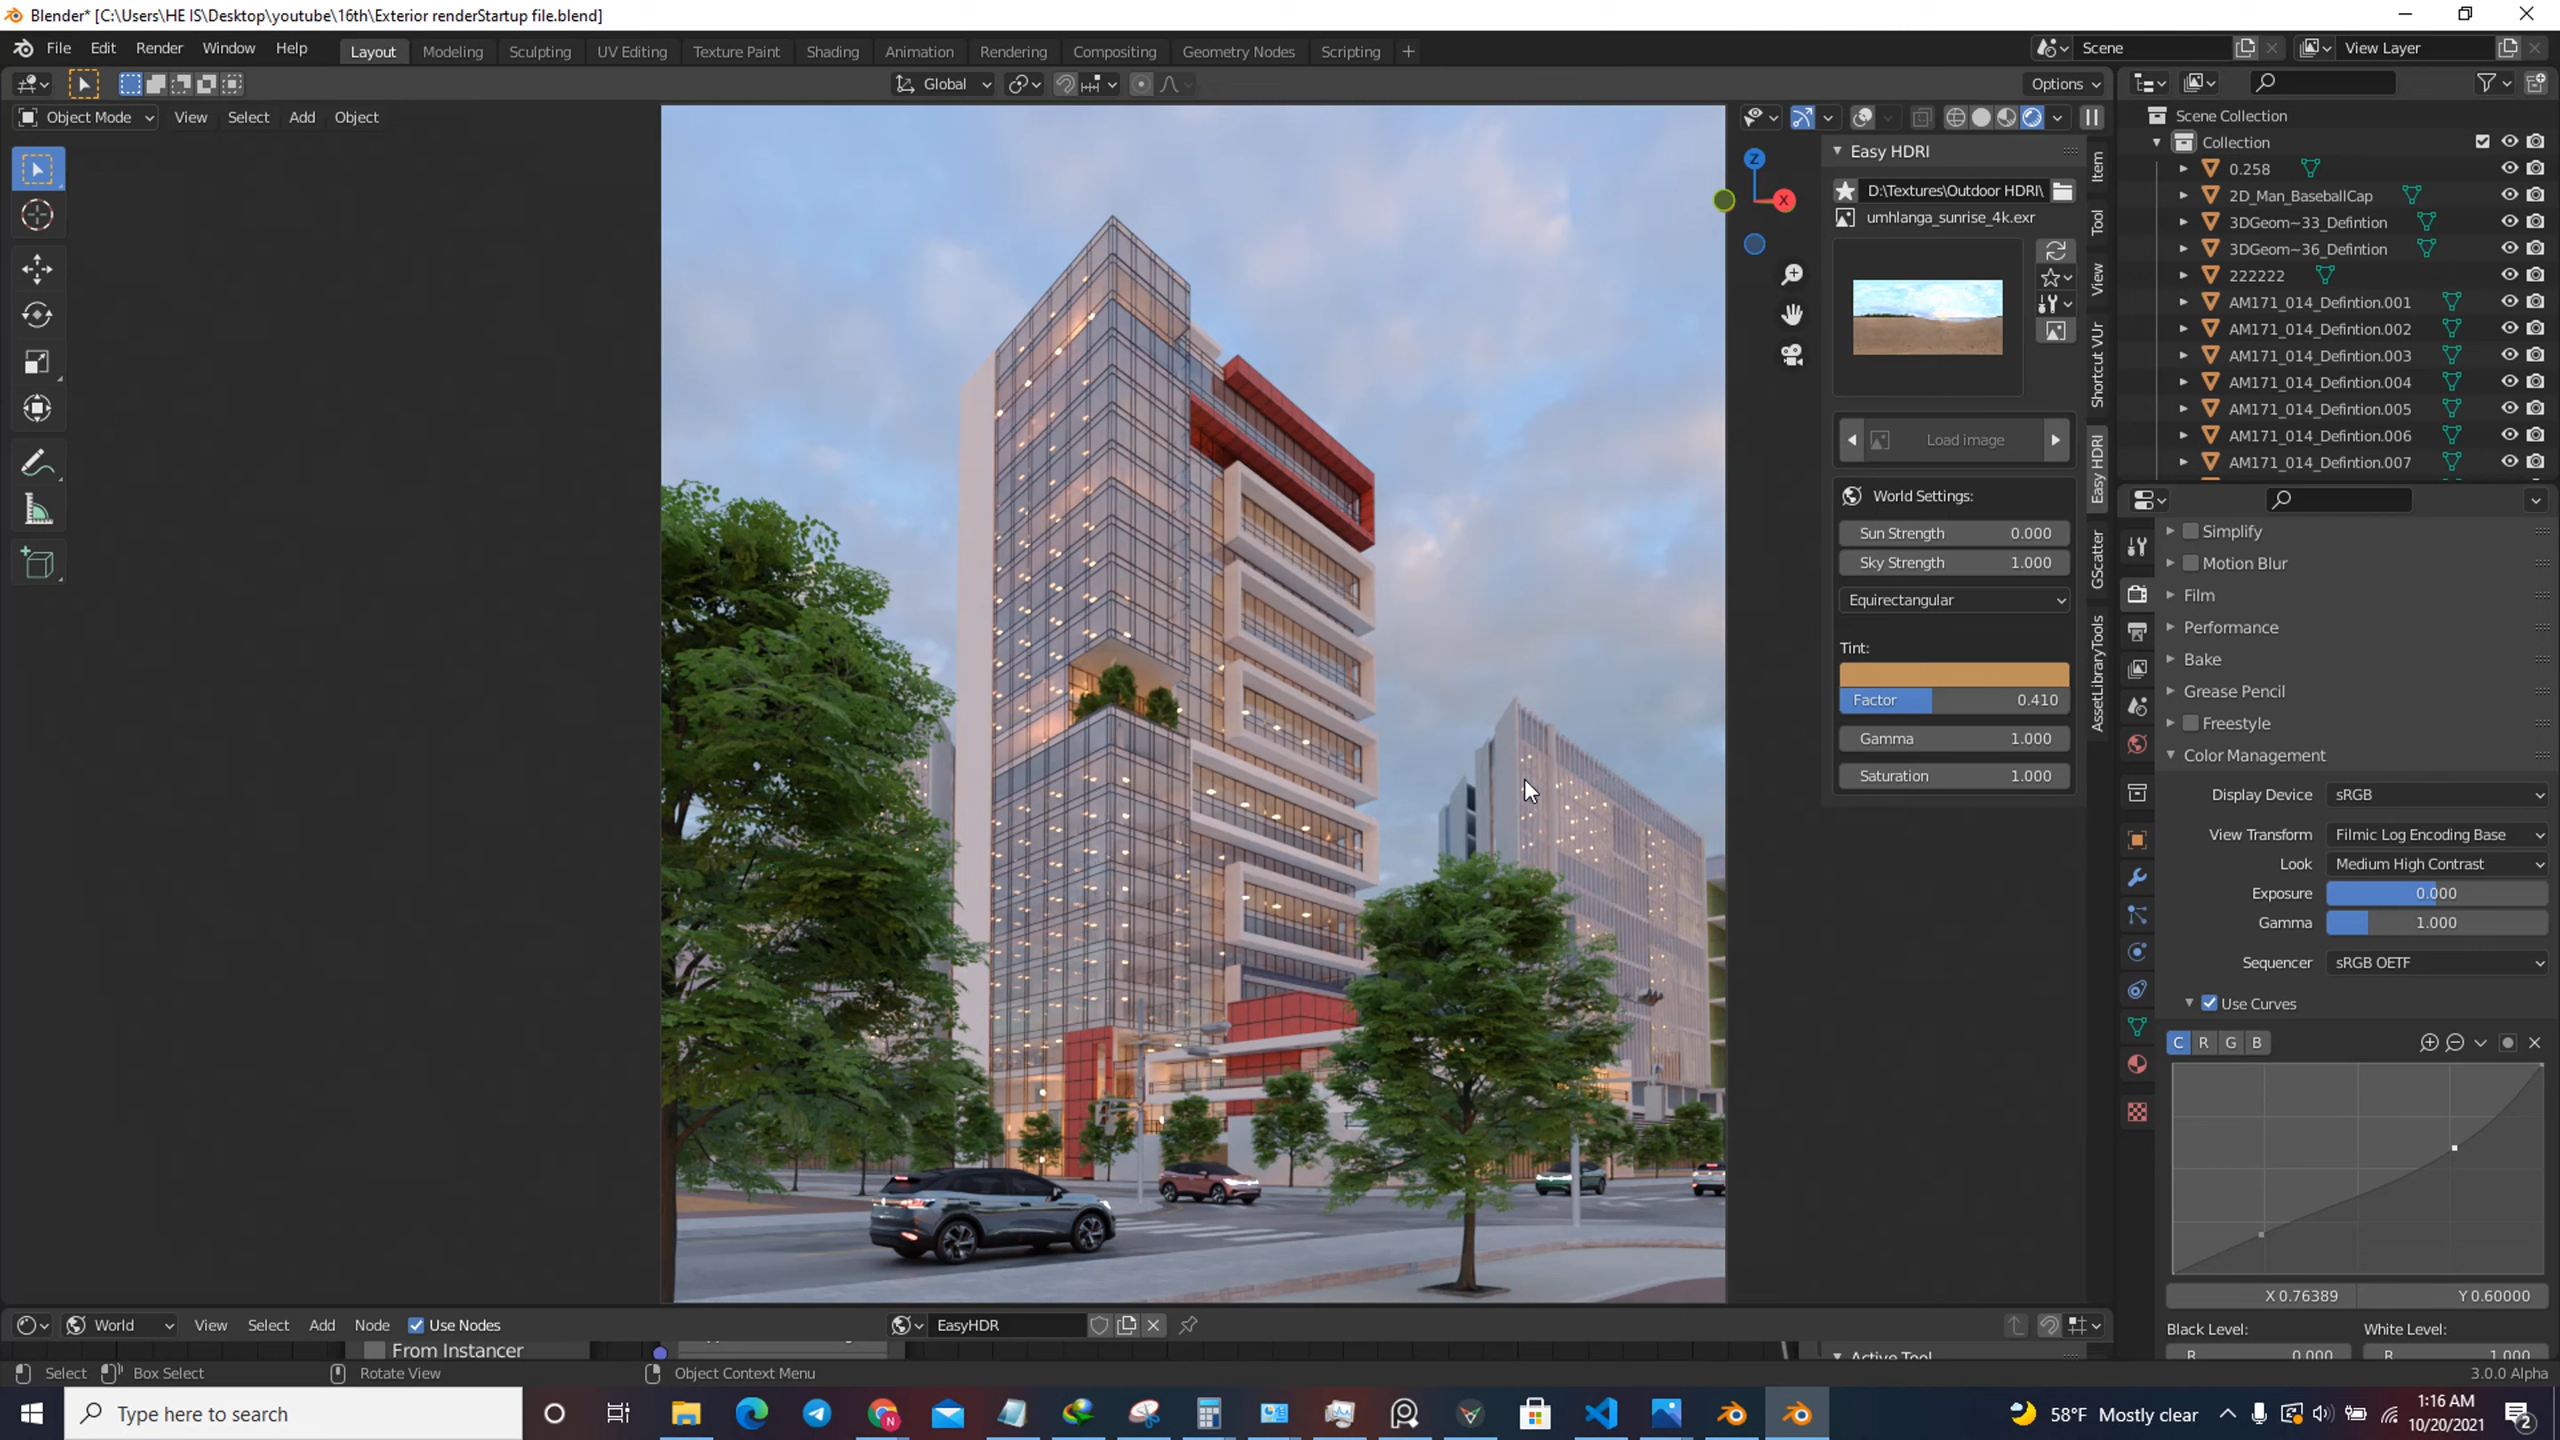 Blender* [C:\Users\HE IS\Desktop\youtube\16th\Exterior renderStartup file.blend]
File Edit Render Window Help
Layout Modeling Sculpting UV Editing Texture Paint Shading Animation Rendering Compositing Geometry Nodes Scripting +
Scene
View Layer
Global
Options
Object Mode View Select Add Object
Z
X
Easy HDRI
D:\Textures\Outdoor HDRI\
umhlanga_sunrise_4k.exr
Load image
World Settings:
Sun Strength 0.000
Sky Strength 1.000
Equirectangular
Tint:
Factor 0.410
Gamma 1.000
Saturation 1.000
Item
Tool
View
Shortcut VUr
Easy HDRI
GScatter
AssetLibraryTools
Scene Collection
Collection
0.258
2D_Man_BaseballCap
3DGeom~33_Defintion
3DGeom~36_Defintion
222222
AM171_014_Defintion.001
AM171_014_Defintion.002
AM171_014_Defintion.003
AM171_014_Defintion.004
AM171_014_Defintion.005
AM171_014_Defintion.006
AM171_014_Defintion.007
Simplify
Motion Blur
Film
Performance
Bake
Grease Pencil
Freestyle
Color Management
Display Device sRGB
View Transform Filmic Log Encoding Base
Look Medium High Contrast
Exposure 0.000
Gamma 1.000
Sequencer sRGB OETF
Use Curves
C R G B
X 0.76389 Y 0.60000
Black Level: White Level:
R 0.000 R 1.000
World View Select Add Node Use Nodes
EasyHDR
From Instancer
Active Tool
Select Box Select Rotate View Object Context Menu
3.0.0 Alpha
Type here to search
58°F Mostly clear
1:16 AM
10/20/2021
2